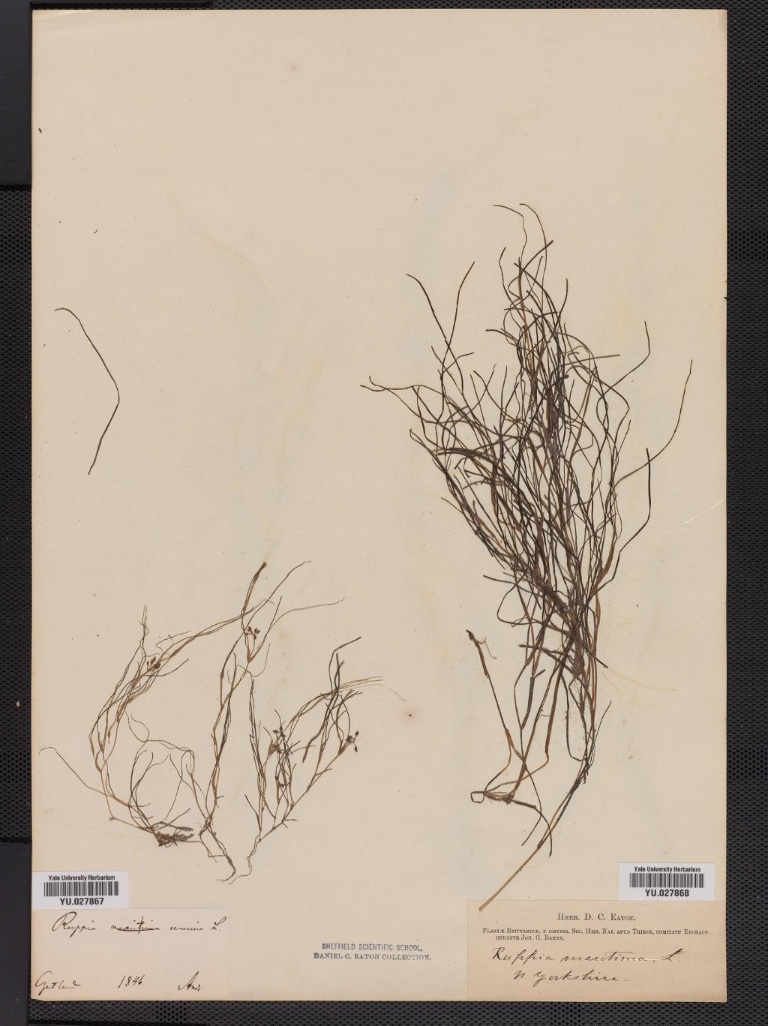 Yale University Herbarium
YU.027867
Ruppia maritima L.
Gotland 1846 Ans.
SHEFFIELD SCIENTIFIC SCHOOL,
DANIEL C. EATON COLLECTION.
Yale University Herbarium
YU.027868
HERB. D. C. EATON.
PLANTÆ BRITANNICÆ, E DISTRIB. SOC. HIST. NAT. APUD THIRSK, COMITATU EBORACO,
CURANTE JOH. G. BAKER.
Ruppia maritima, L.
N. Yorkshire.